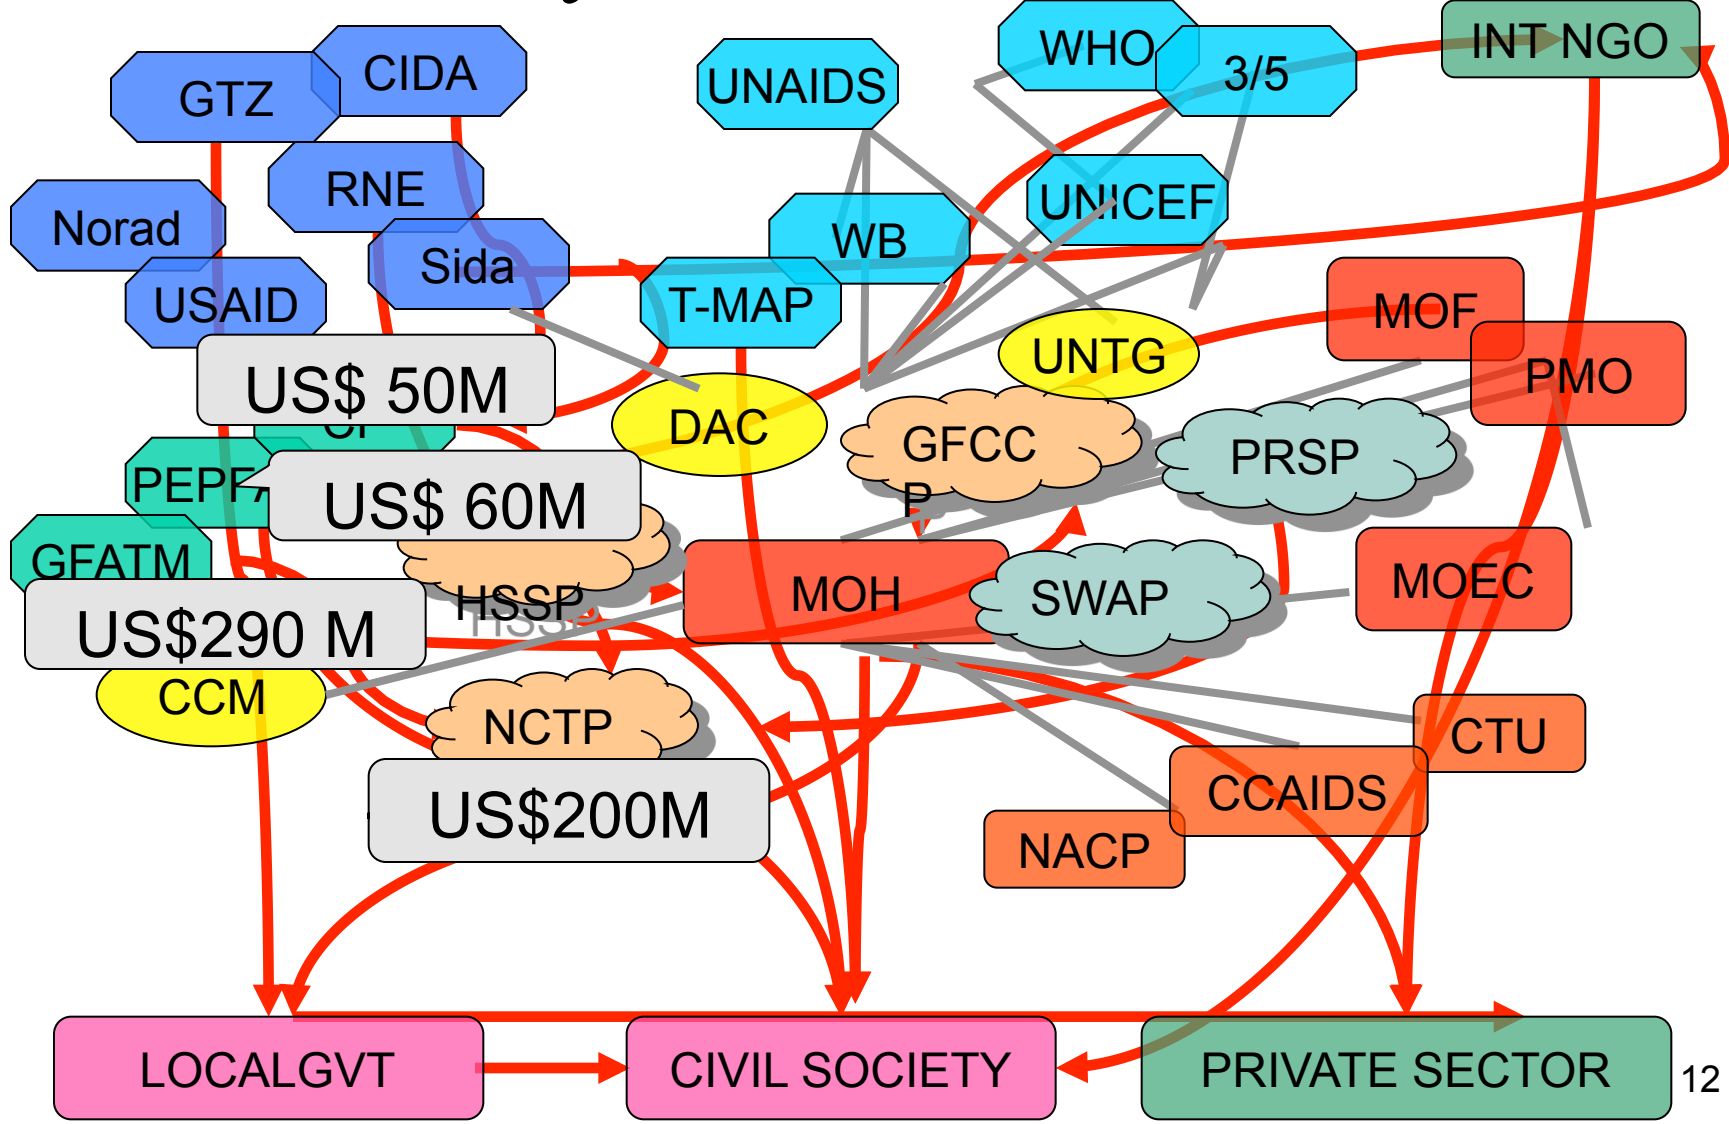 WHO
INT NGO
3/5
CIDA
GTZ
UNAIDS
RNE
UNICEF
Norad
WB
Sida
USAID
T-MAP
MOF
UNTG
PMO
US$ 50M
DAC
GFCC
P
PRSP
US$ 60M
GFATM
HSSP
MOH
SWAP
MOEC
US$290 M
CCM
NCTP
CTU
CCAIDS
US$200M
NACP
LOCALGVT
CIVIL SOCIETY
PRIVATE SECTOR
12